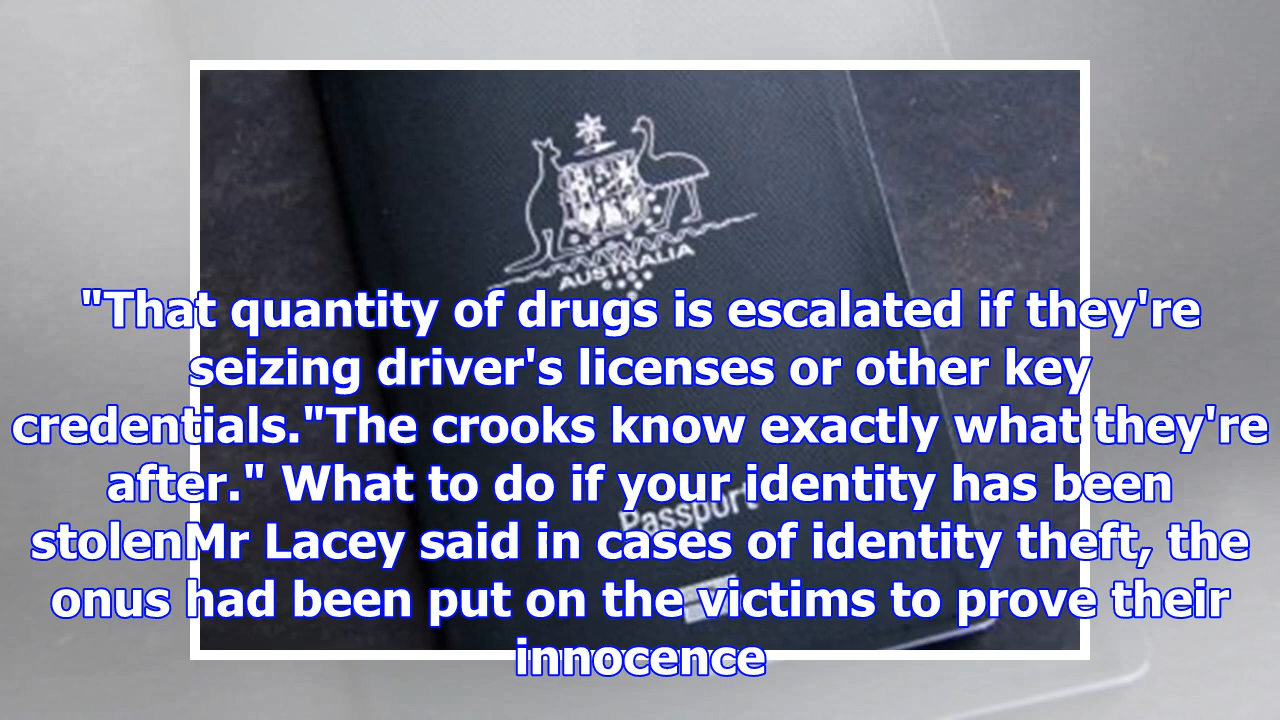 AUSTRALIA
"That quantity of drugs is escalated if they're
seizing driver's licenses or other key
credentials."The crooks know exactly what they're
after." What to do if your identity has been
Passport
stolenMr Lacey said in cases of identity theft, the
onus had been put on the victims to prove their
innocence